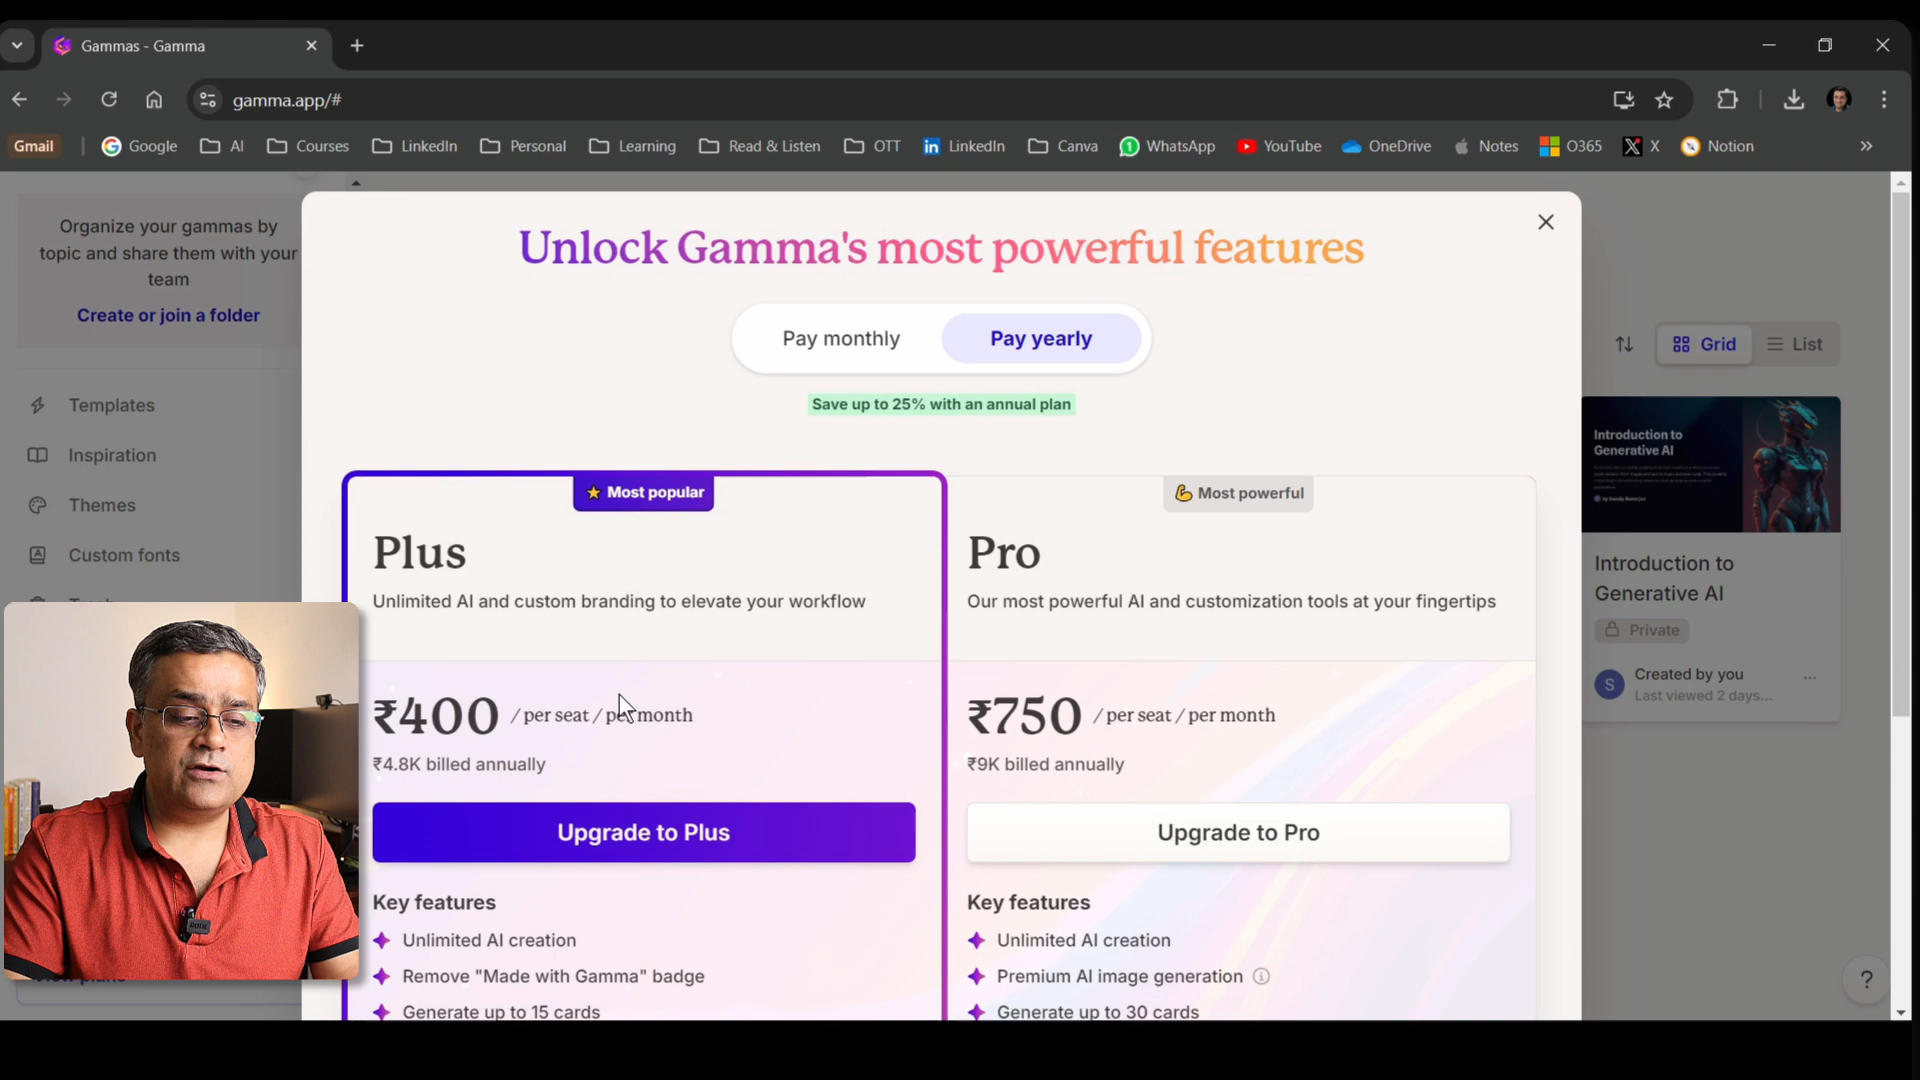 Gammas - Gamma
gamma.app/#
Gmail
Google
AI
Courses
LinkedIn
Personal
Learning
Read & Listen
OTT
LinkedIn
Canva
WhatsApp
YouTube
OneDrive
Notes
O365
X
Notion
Organize your gammas by
topic and share them with your
team
Create or join a folder
Templates
Inspiration
Themes
Custom fonts
Unlock Gamma's most powerful features
Pay monthly
Pay yearly
Save up to 25% with an annual plan
Most popular
Plus
Unlimited AI and custom branding to elevate your workflow
₹400 / per seat / per month
₹4.8K billed annually
Upgrade to Plus
Key features
Unlimited AI creation
Remove "Made with Gamma" badge
Generate up to 15 cards
Most powerful
Pro
Our most powerful AI and customization tools at your fingertips
₹750 / per seat / per month
₹9K billed annually
Upgrade to Pro
Key features
Unlimited AI creation
Premium AI image generation
Generate up to 30 cards
Grid
List
Introduction to
Generative AI
Introduction to
Generative AI
Private
S
Created by you
Last viewed 2 days...
?